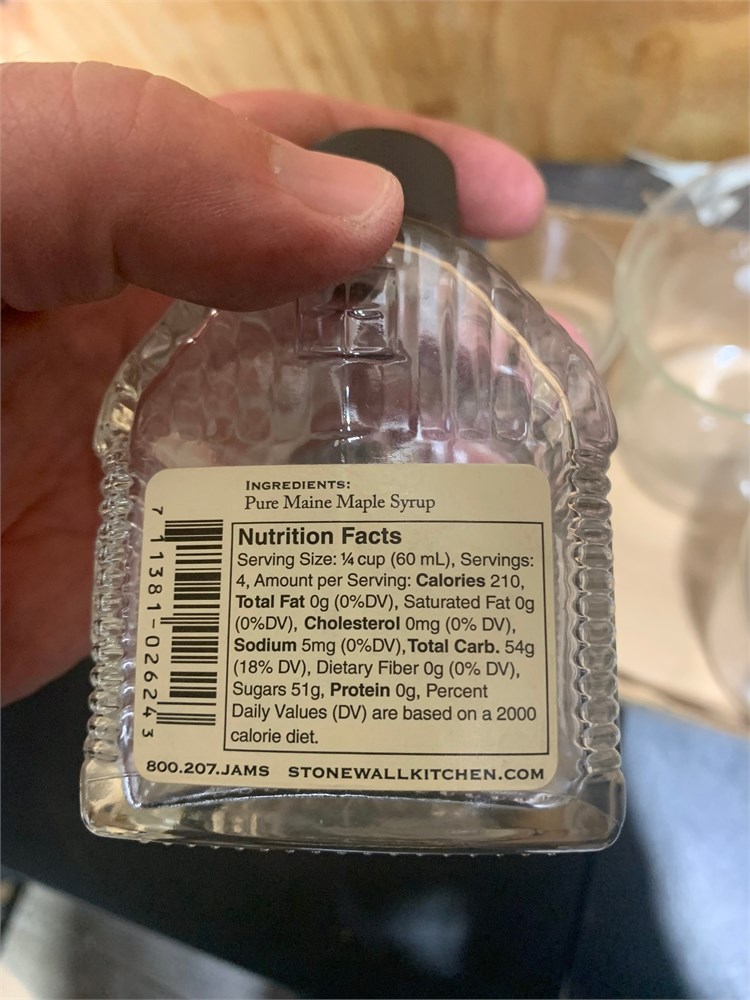 INGREDIENTS:
Pure Maine Maple Syrup
Nutrition Facts
Serving Size: ¼ cup (60 mL), Servings:
4, Amount per Serving: Calories 210,
Total Fat 0g (0%DV), Saturated Fat 0g
(0%DV), Cholesterol 0mg (0% DV),
Sodium 5mg (0%DV), Total Carb. 54g
(18% DV), Dietary Fiber 0g (0% DV),
Sugars 51g, Protein 0g, Percent
Daily Values (DV) are based on a 2000
calorie diet.
7 11381-02624 3
800.207.JAMS STONEWALLKITCHEN.COM